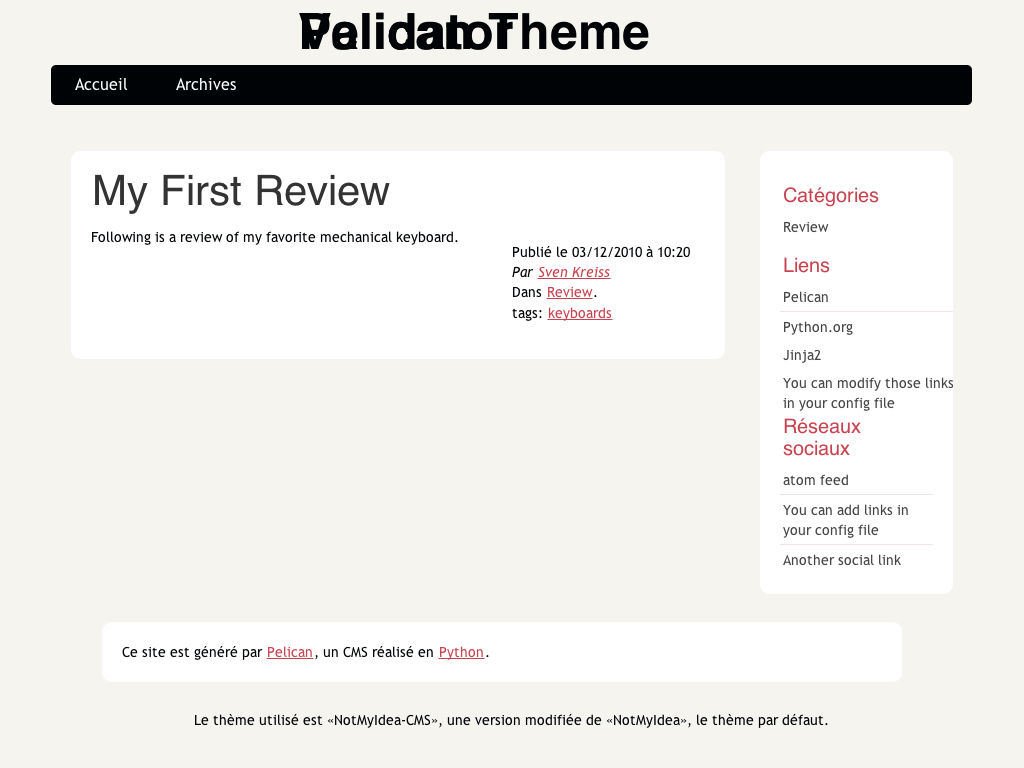 Theme
Accueil Archives
My First Review
Following is a review of my favorite mechanical keyboard.
Publié le 03/12/2010 à 10:20
Par Sven Kreiss
Dans Review.
tags: keyboards
Catégories
Review
Liens
Pelican
Python.org
Jinja2
You can modify those links
in your config file
Réseaux
sociaux
atom feed
You can add links in
your config file
Another social link
Ce site est généré par Pelican, un CMS réalisé en Python.
Le thème utilisé est «NotMyIdea-CMS», une version modifiée de «NotMyIdea», le thème par défaut.